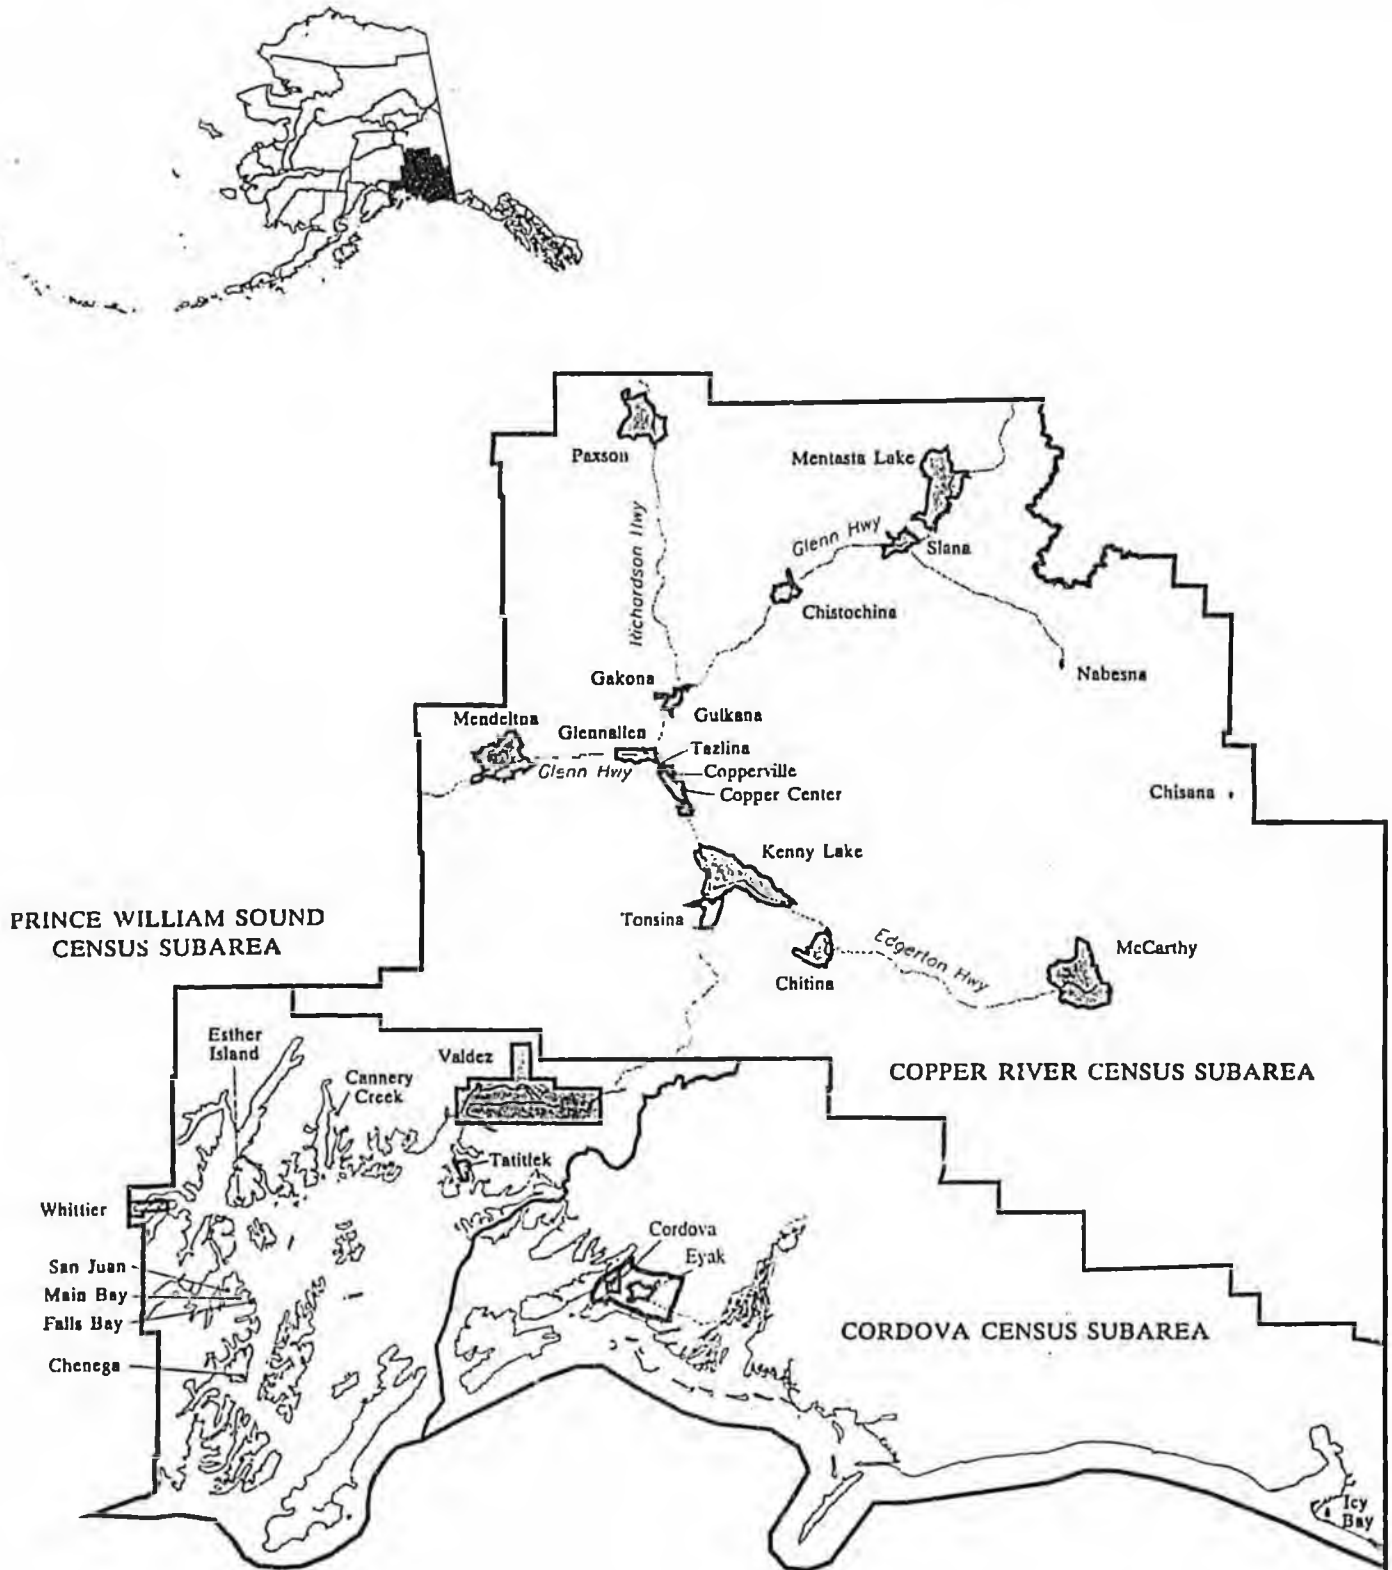 Paxson
Mentasta Lake
Richardson Hwy
Glenn Hwy
Slana
Chistochina
Nabesna
Gakona
Gulkana
Mendeltna
Glennallen
Glenn Hwy
Tazlina
Copperville
Copper Center
Chisana
Kenny Lake
PRINCE WILLIAM SOUND
CENSUS SUBAREA
Tonsina
Edgerton Hwy
McCarthy
Chitina
Esther
Island
Valdez
COPPER RIVER CENSUS SUBAREA
Cannery
Creek
Tatitlek
Whittier
Cordova
Eyak
San Juan
Main Bay
Falls Bay
CORDOVA CENSUS SUBAREA
Chenega
Icy
Bay